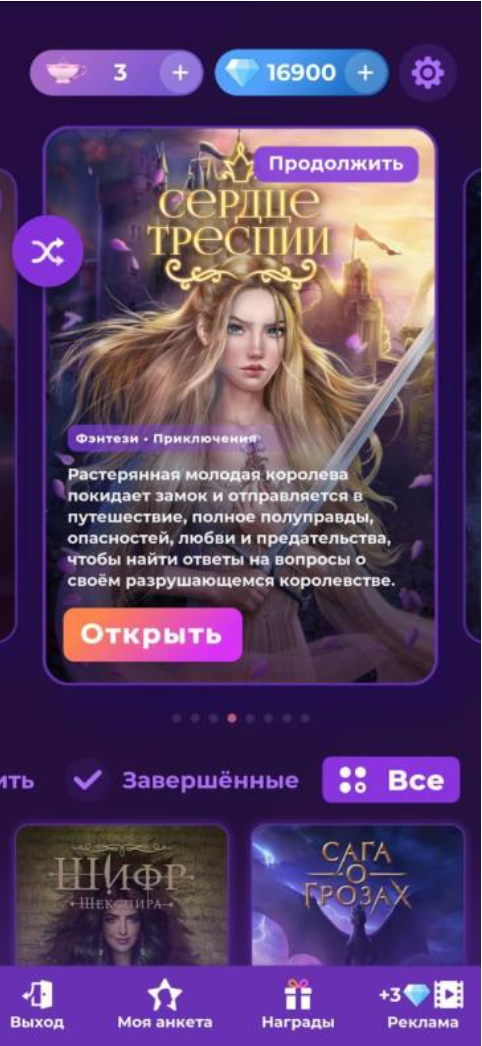 3 +
16900 +
Продолжить
СЕРДЦЕ
ТРЕСПИИ
Фэнтези • Приключения
Растерянная молодая королева
покидает замок и отправляется в
путешествие, полное полуправды,
опасностей, любви и предательства,
чтобы найти ответы на вопросы о
своём разрушающемся королевстве.
Открыть
ить
Завершённые
Все
ШИФР
ШЕКСПИРА
САГА
О
ГРОЗАХ
+3
Выход
Моя анкета
Награды
Реклама